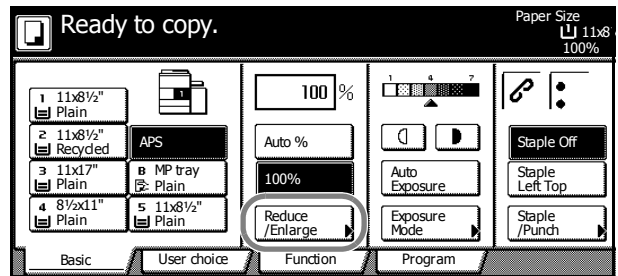 Ready to copy.
Paper Size
11x8
100%
1 11x8½"
Plain
2 11x8½"
Recycled
3 11x17"
Plain
4 8½x11"
Plain
1
APS
B MP tray
Plain
5 11x8½"
Plain
100 %
Auto %
100%
Reduce
/Enlarge
1 4 7
Auto
Exposure
Exposure
Mode
Staple Off
Staple
Left Top
Staple
/Punch
Basic
User choice
Function
Program